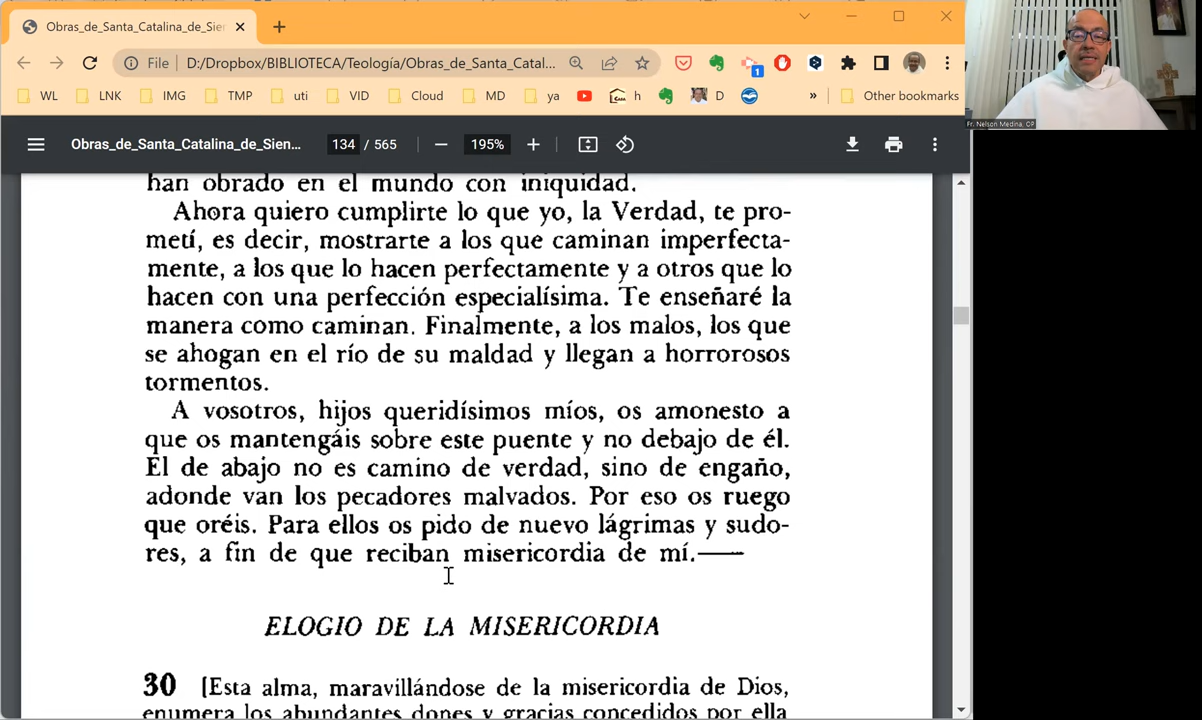 Obras_de_Santa_Catalina_de_Sie
File
D:/Dropbox/BIBLIOTECA/Teología/Obras_de_Santa_Catal...
1
WL LNK IMG TMP uti VID Cloud MD ya h D » Other bookmarks
Obras_de_Santa_Catalina_de_Sien...
134 / 565
195%
Fr. Nelson Medina, OP
han obrado en el mundo con iniquidad.
Ahora quiero cumplirte lo que yo, la Verdad, te pro-
metí, es decir, mostrarte a los que caminan imperfecta-
mente, a los que lo hacen perfectamente y a otros que lo
hacen con una perfección especialísima. Te enseñaré la
manera como caminan. Finalmente, a los malos, los que
se ahogan en el río de su maldad y llegan a horrorosos
tormentos.
A vosotros, hijos queridísimos míos, os amonesto a
que os mantengáis sobre este puente y no debajo de él.
El de abajo no es camino de verdad, sino de engaño,
adonde van los pecadores malvados. Por eso os ruego
que oréis. Para ellos os pido de nuevo lágrimas y sudo-
res, a fin de que reciban misericordia de mí.——
ELOGIO DE LA MISERICORDIA
30 [Esta alma, maravillándose de la misericordia de Dios,
enumera los abundantes dones y gracias concedidos por ella